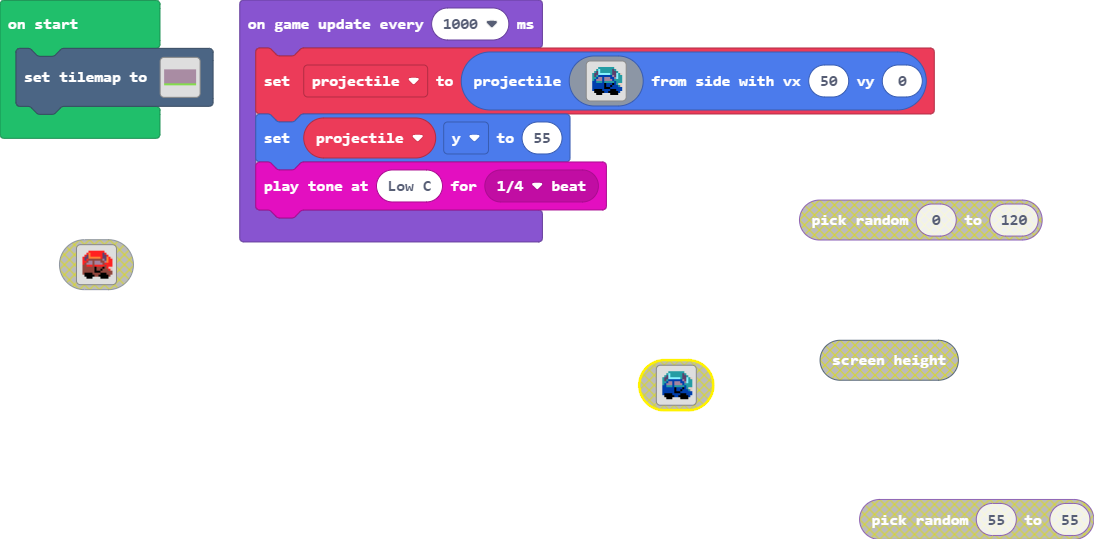 on start
on game update every 1000 ms
set tilemap to
set projectile to projectile from side with vx 50 vy 0
set projectile y to 55
play tone at Low C for 1/4 beat
pick random 0 to 120
screen height
pick random 55 to 55